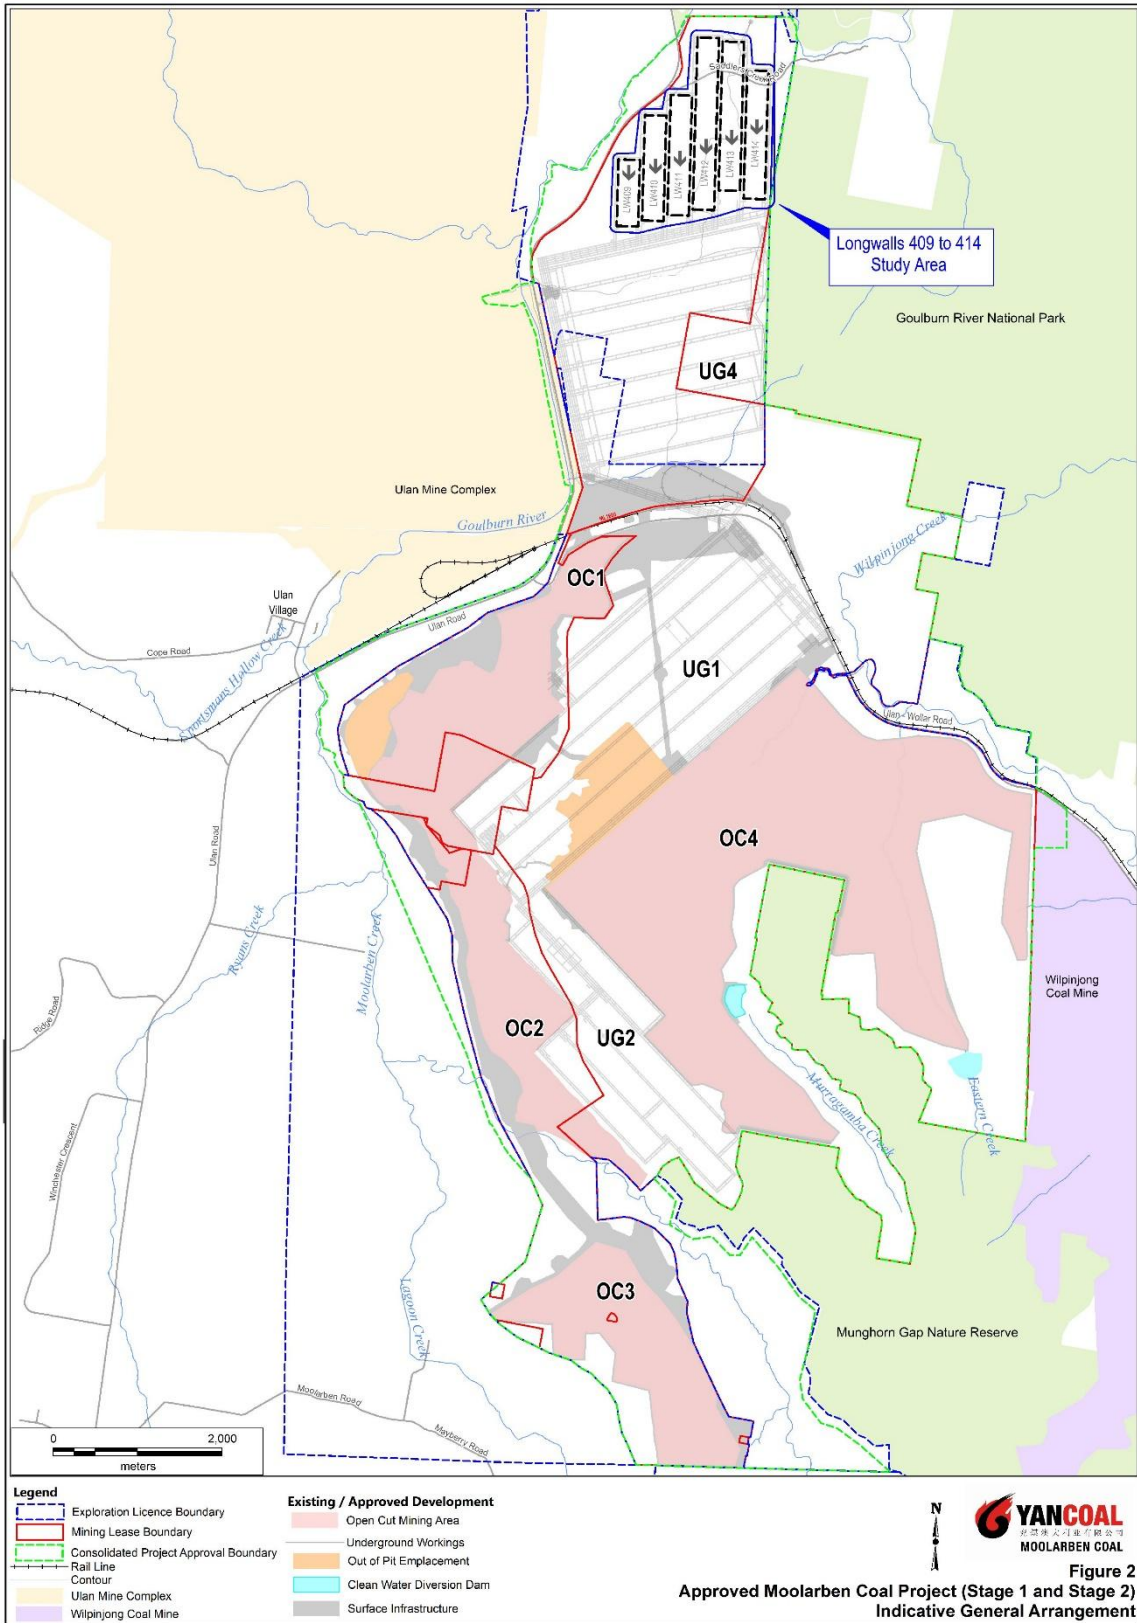 Saddlers Creek Road
LW409
LW410
LW411
LW412
LW413
LW414
Longwalls 409 to 414
Study Area
Goulburn River National Park
UG4
Ulan Mine Complex
Goulburn River
Wilpinjong Creek
OC1
Ulan
Village
Ulan Road
Cope Road
Sportsmans Hollow Creek
UG1
Ulan - Wollar Road
OC4
Ulan Road
Ryans Creek
Moolarben Creek
Wilpinjong
Coal Mine
Ridge Road
OC2
UG2
Murragamba Creek
Eastern Creek
Winchester Crescent
OC3
Lagoon Creek
Munghorn Gap Nature Reserve
Moolarben Road
Mayberry Road
0 2,000
meters
Legend
Exploration Licence Boundary
Mining Lease Boundary
Consolidated Project Approval Boundary
Rail Line
Contour
Ulan Mine Complex
Wilpinjong Coal Mine
Existing / Approved Development
Open Cut Mining Area
Underground Workings
Out of Pit Emplacement
Clean Water Diversion Dam
Surface Infrastructure
N
YANCOAL
MOOLARBEN COAL
Figure 2
Approved Moolarben Coal Project (Stage 1 and Stage 2)
Indicative General Arrangement